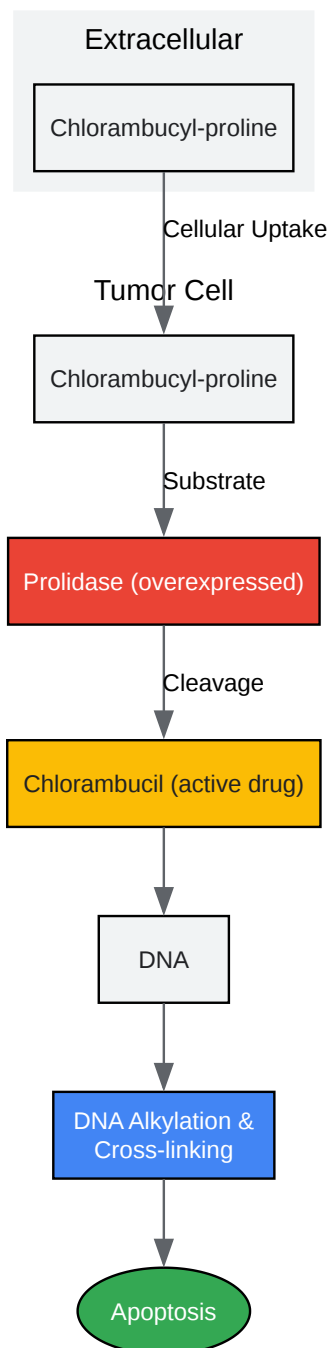 Extracellular
Chlorambucyl-proline
Cellular Uptake
Tumor Cell
Chlorambucyl-proline
Substrate
Prolidase (overexpressed)
Cleavage
Chlorambucil (active drug)
DNA
DNA Alkylation &
Cross-linking
Apoptosis